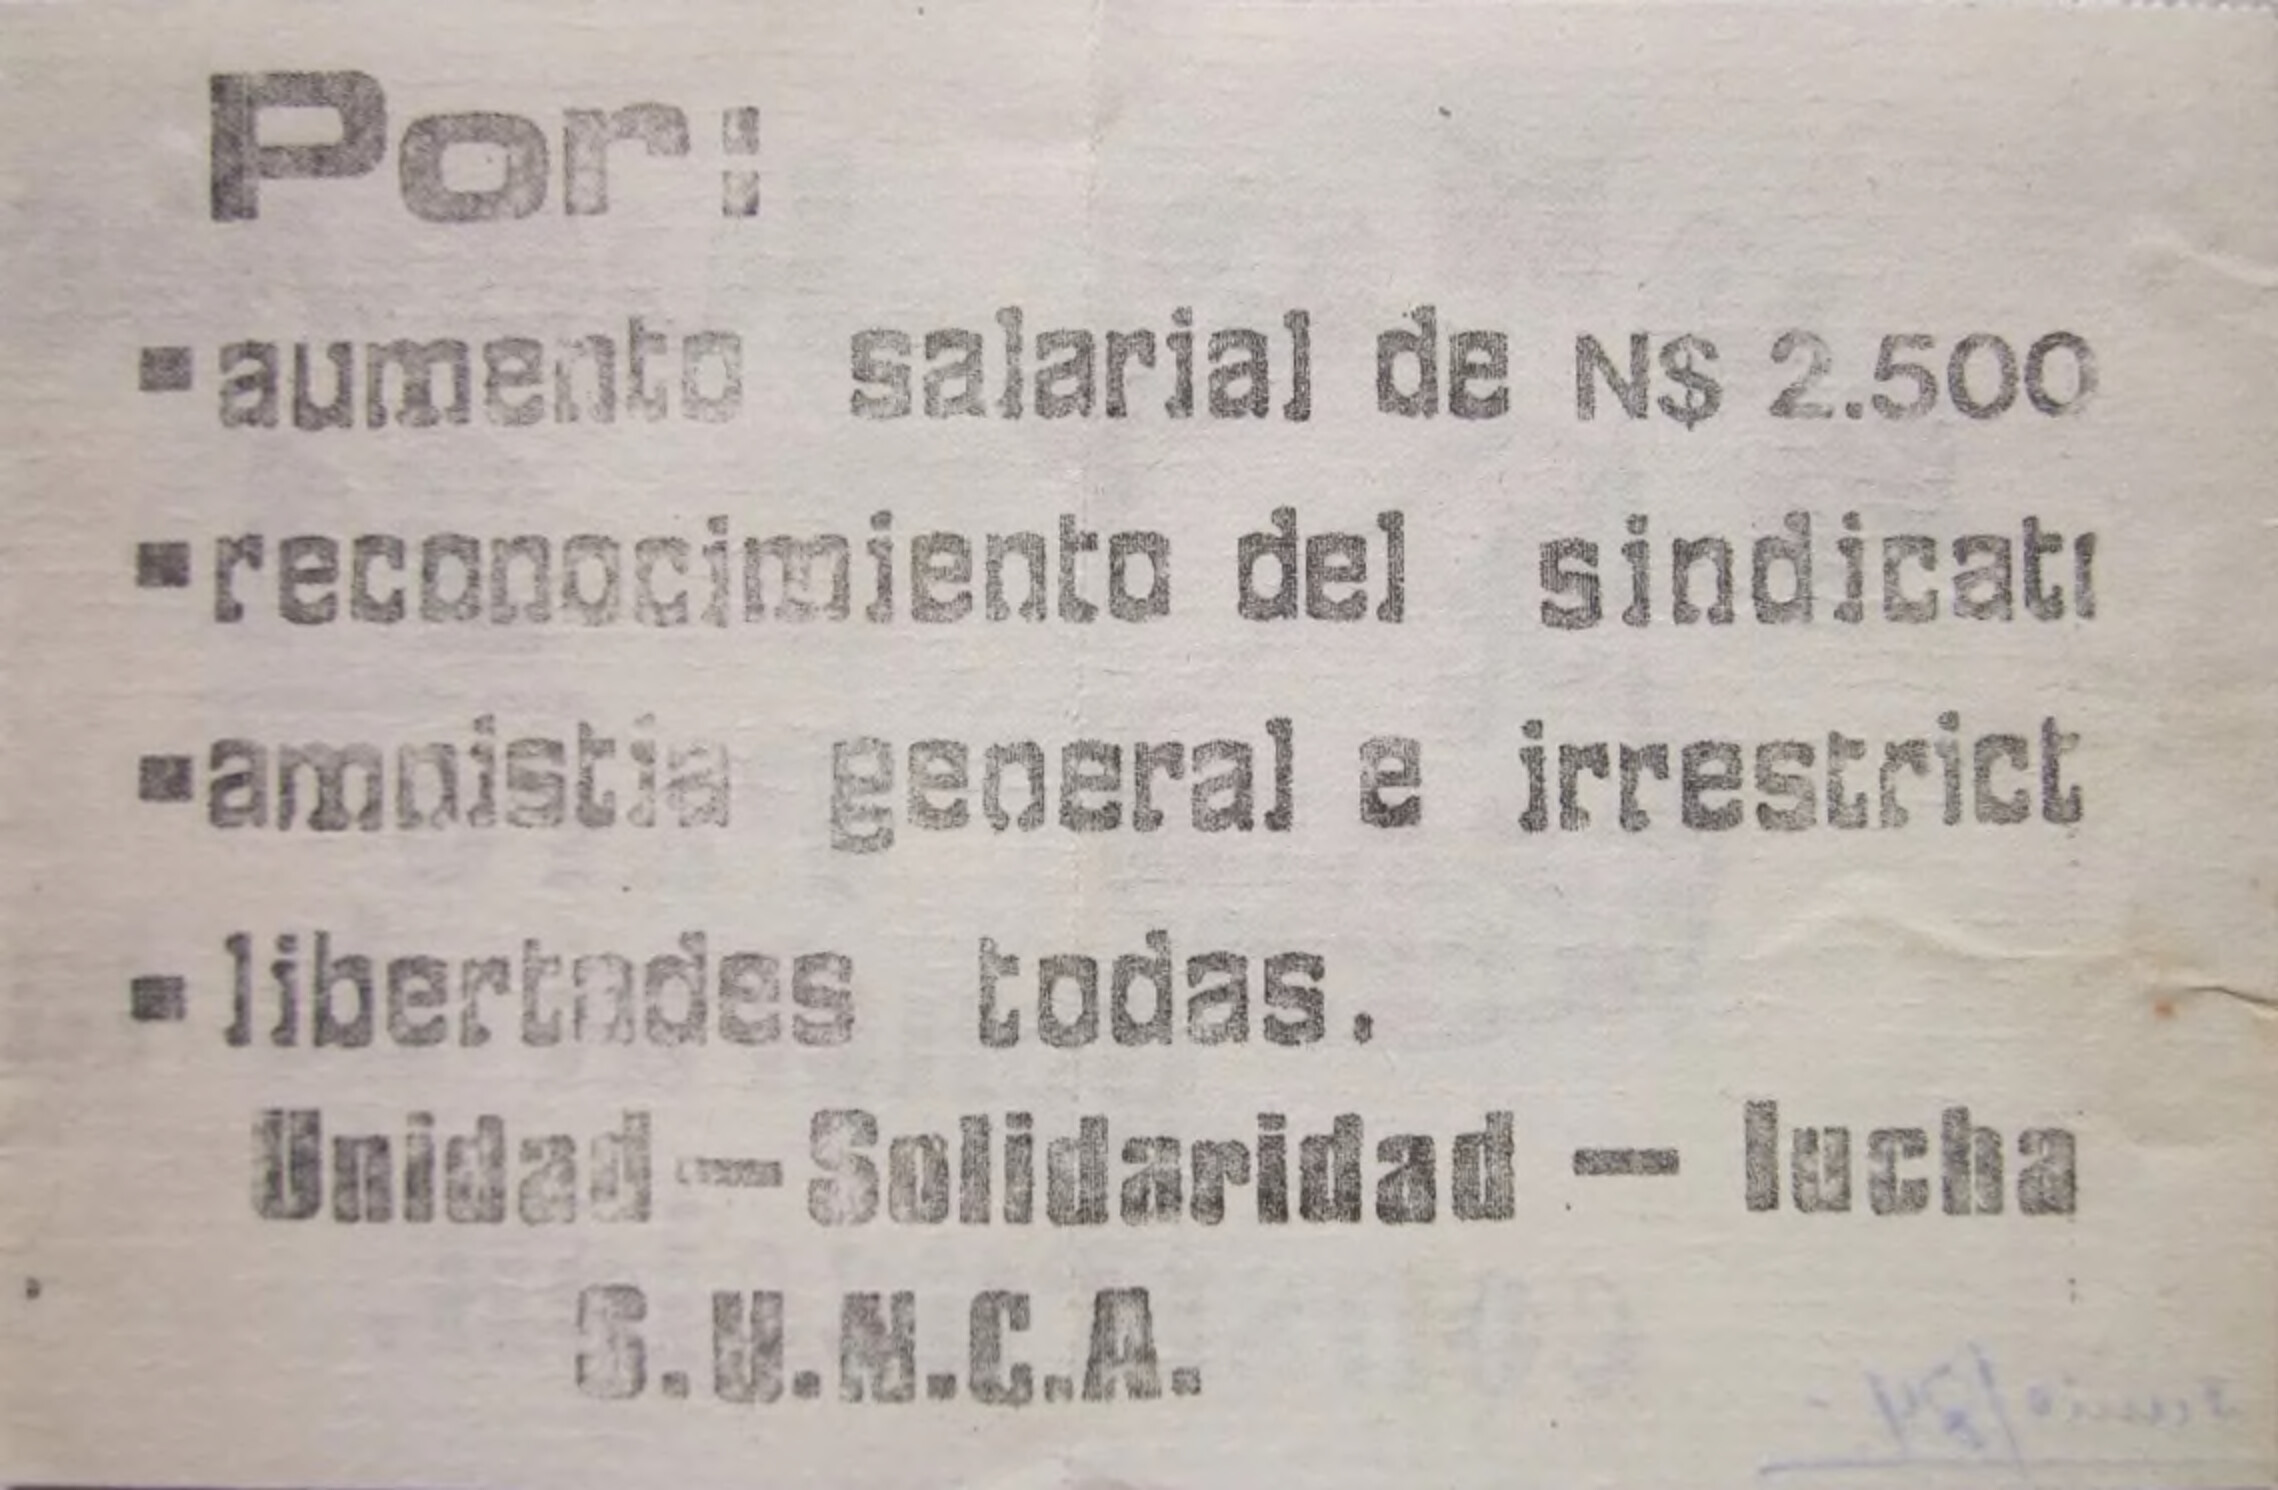 Por:
▪aumento salarial de N$ 2.500
▪reconocimiento del sindicat
▪amnistia general e irrestrict
▪libertades todas.
Unidad — Solidaridad — lucha
S.U.N.C.A.